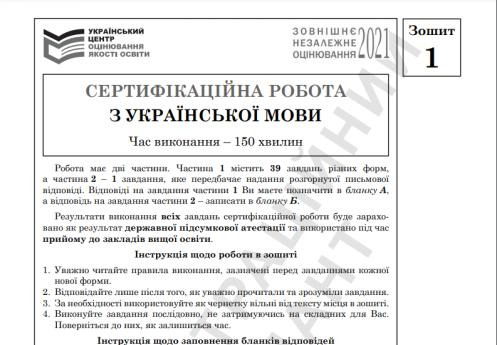 УКРАЇНСЬКИЙ
ЦЕНТР
ОЦІНЮВАННЯ
ЯКОСТІ ОСВІТИ
ЗОВНІШНЄ
НЕЗАЛЕЖНЕ
ОЦІНЮВАННЯ 2021
Зошит
1
СЕРТИФІКАЦІЙНА РОБОТА
З УКРАЇНСЬКОЇ МОВИ
Час виконання – 150 хвилин
Робота має дві частини. Частина 1 містить 39 завдань різних форм,
а частина 2 – 1 завдання, яке передбачає надання розгорнутої письмової
відповіді. Відповіді на завдання частини 1 Ви маєте позначити в бланку А,
а відповідь на завдання частини 2 – записати в бланку Б.
Результати виконання всіх завдань сертифікаційної роботи буде зарахо-
вано як результат державної підсумкової атестації та використано під час
прийому до закладів вищої освіти.
Інструкція щодо роботи в зошиті
1. Уважно читайте правила виконання, зазначені перед завданнями кожної
нової форми.
2. Відповідайте лише після того, як уважно прочитали та зрозуміли завдання.
3. За необхідності використовуйте як чернетку вільні від тексту місця в зошиті.
4. Виконуйте завдання послідовно, не затримуючись на складних для Вас.
Поверніться до них, як залишиться час.
Інструкція щодо заповнення бланків відповідей